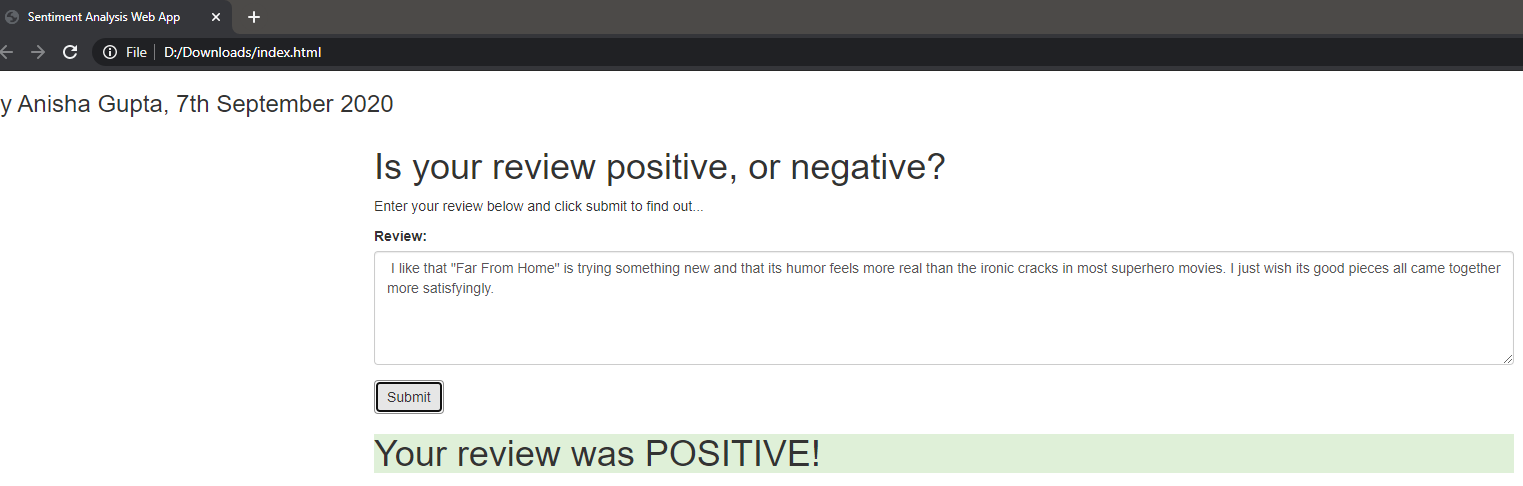 Sentiment Analysis Web App
File D:/Downloads/index.html
y Anisha Gupta, 7th September 2020
Is your review positive, or negative?
Enter your review below and click submit to find out...
Review:
I like that "Far From Home" is trying something new and that its humor feels more real than the ironic cracks in most superhero movies. I just wish its good pieces all came together
more satisfyingly.
Submit
Your review was POSITIVE!